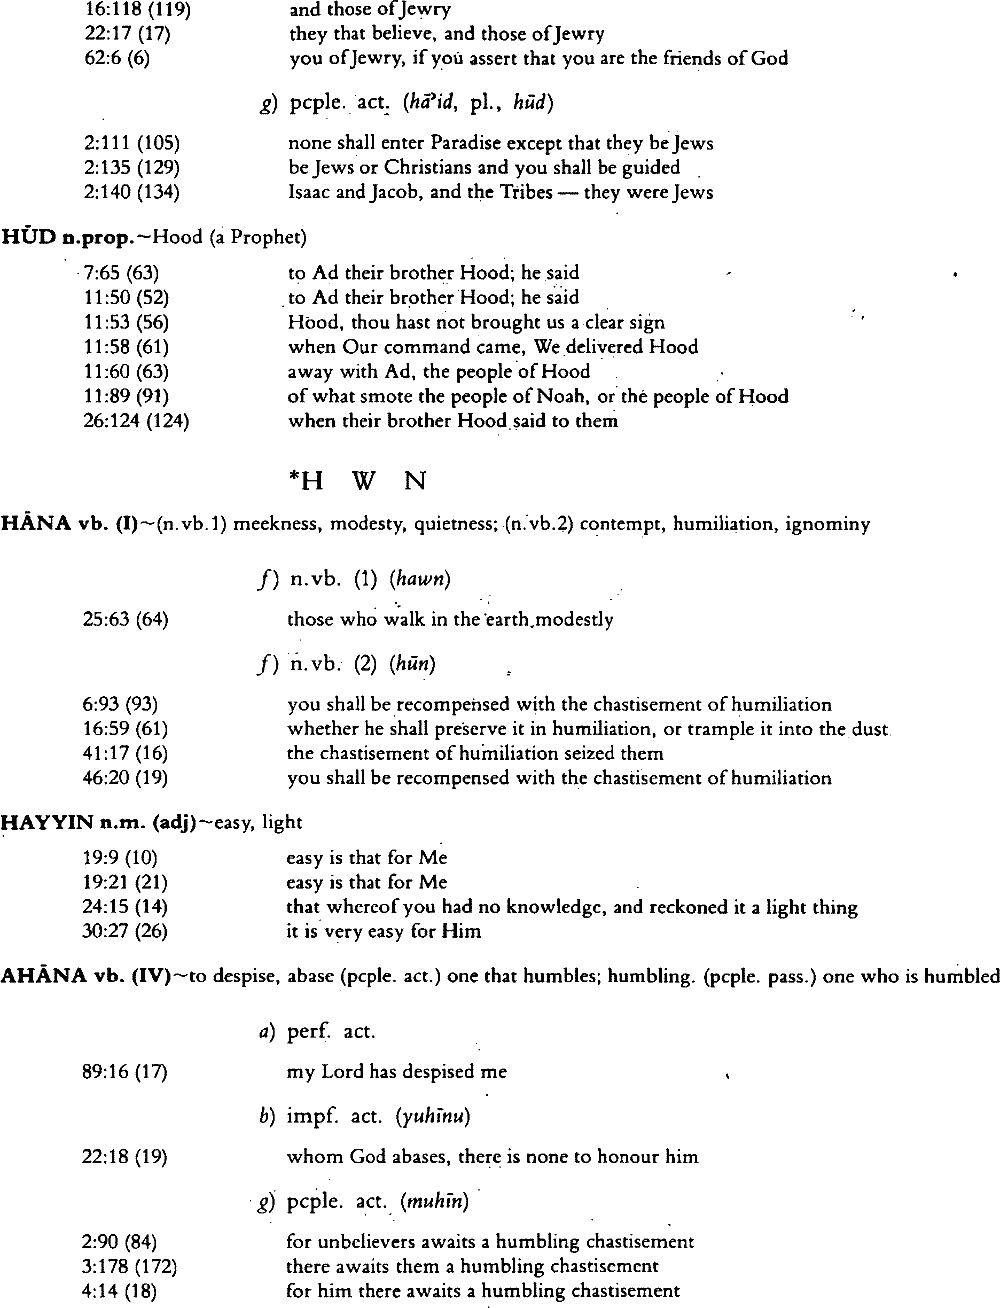 16:118 (119) and those of Jewry
22:17 (17) they that believe, and those of Jewry
62:6 (6) you of Jewry, if you assert that you are the friends of God
g) pcple. act. (hāʾid, pl., hūd)
2:111 (105) none shall enter Paradise except that they be Jews
2:135 (129) be Jews or Christians and you shall be guided
2:140 (134) Isaac and Jacob, and the Tribes — they were Jews
HŪD n.prop.~Hood (a Prophet)
7:65 (63) to Ad their brother Hood; he said
11:50 (52) to Ad their brother Hood; he said
11:53 (56) Hood, thou hast not brought us a clear sign
11:58 (61) when Our command came, We delivered Hood
11:60 (63) away with Ad, the people of Hood
11:89 (91) of what smote the people of Noah, or the people of Hood
26:124 (124) when their brother Hood said to them
*H W N
HĀNA vb. (I)~(n.vb.1) meekness, modesty, quietness; (n.vb.2) contempt, humiliation, ignominy
f) n.vb. (1) (hawn)
25:63 (64) those who walk in the earth modestly
f) n.vb. (2) (hūn)
6:93 (93) you shall be recompensed with the chastisement of humiliation
16:59 (61) whether he shall preserve it in humiliation, or trample it into the dust
41:17 (16) the chastisement of humiliation seized them
46:20 (19) you shall be recompensed with the chastisement of humiliation
HAYYIN n.m. (adj)~easy, light
19:9 (10) easy is that for Me
19:21 (21) easy is that for Me
24:15 (14) that whereof you had no knowledge, and reckoned it a light thing
30:27 (26) it is very easy for Him
AHĀNA vb. (IV)~to despise, abase (pcple. act.) one that humbles; humbling. (pcple. pass.) one who is humbled
a) perf. act.
89:16 (17) my Lord has despised me
b) impf. act. (yuhīnu)
22:18 (19) whom God abases, there is none to honour him
g) pcple. act. (muhīn)
2:90 (84) for unbelievers awaits a humbling chastisement
3:178 (172) there awaits them a humbling chastisement
4:14 (18) for him there awaits a humbling chastisement